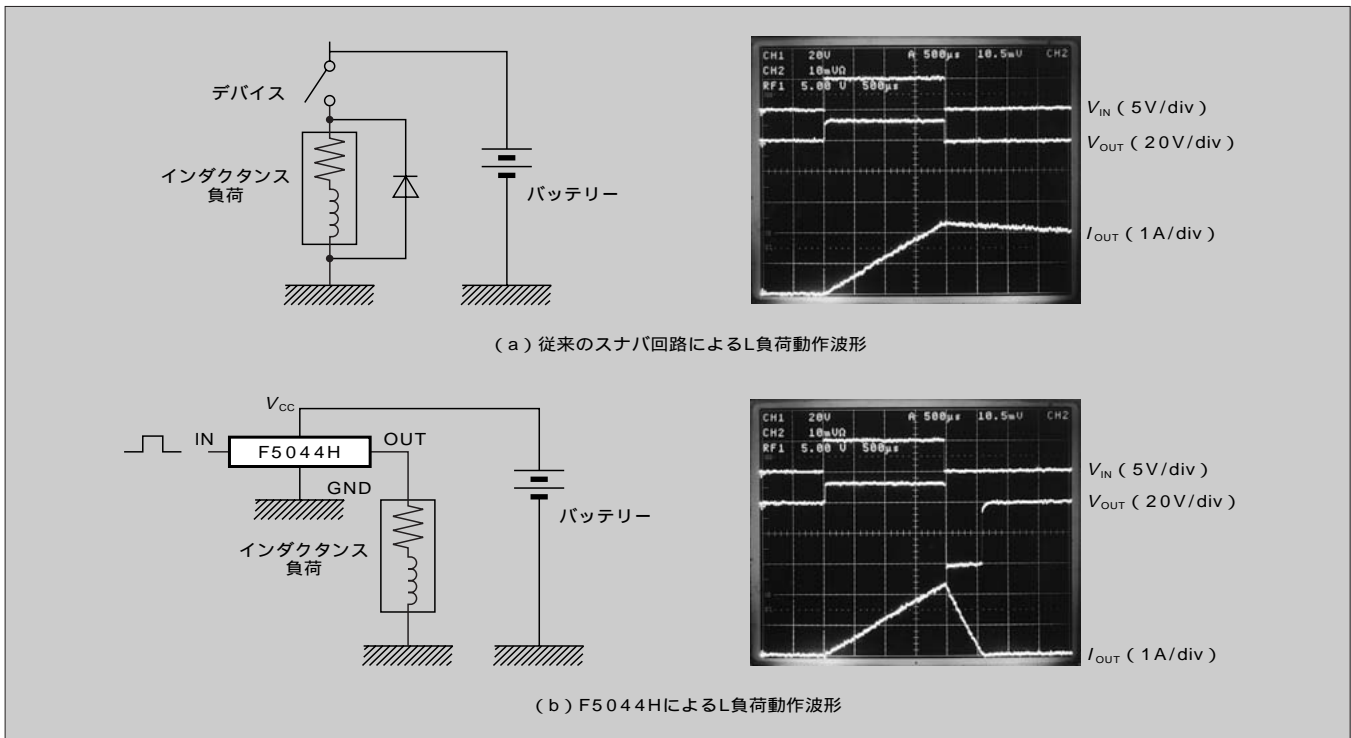 デバイス
インダクタンス
負荷
バッテリー
CH1 20V A 500μs 10.5mV CH2
CH2 10mVΩ
RF1 5.00 V 500μs
VIN(5V/div)
VOUT(20V/div)
IOUT(1A/div)
(a)従来のスナバ回路によるL負荷動作波形
VCC
IN
F5044H
OUT
GND
インダクタンス
負荷
バッテリー
CH1 20V A 500μs 10.5mV CH2
CH2 10mVΩ
RF1 5.00 V 500μs
VIN(5V/div)
VOUT(20V/div)
IOUT(1A/div)
(b)F5044HによるL負荷動作波形